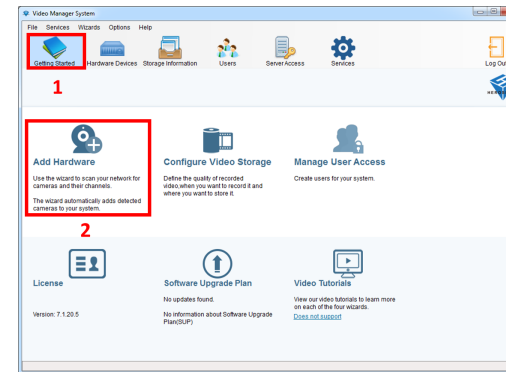 Video Manager System
File Services Wizards Options Help
Getting Started Hardware Devices Storage Information Users Server Access Services Log Out
1
Add Hardware Configure Video Storage Manage User Access
Use the wizard to scan your network for Define the quality of recorded Create users for your system.
cameras and their channels. video,when you want to record it and
where you want to store it.
The wizard automatically adds detected
cameras to your system.
2
License Software Upgrade Plan Video Tutorials
No updates found. View our video tutorials to learn more
on each of the four wizards.
Version: 7.1.20.5 No information about Software Upgrade Does not support
Plan(SUP)